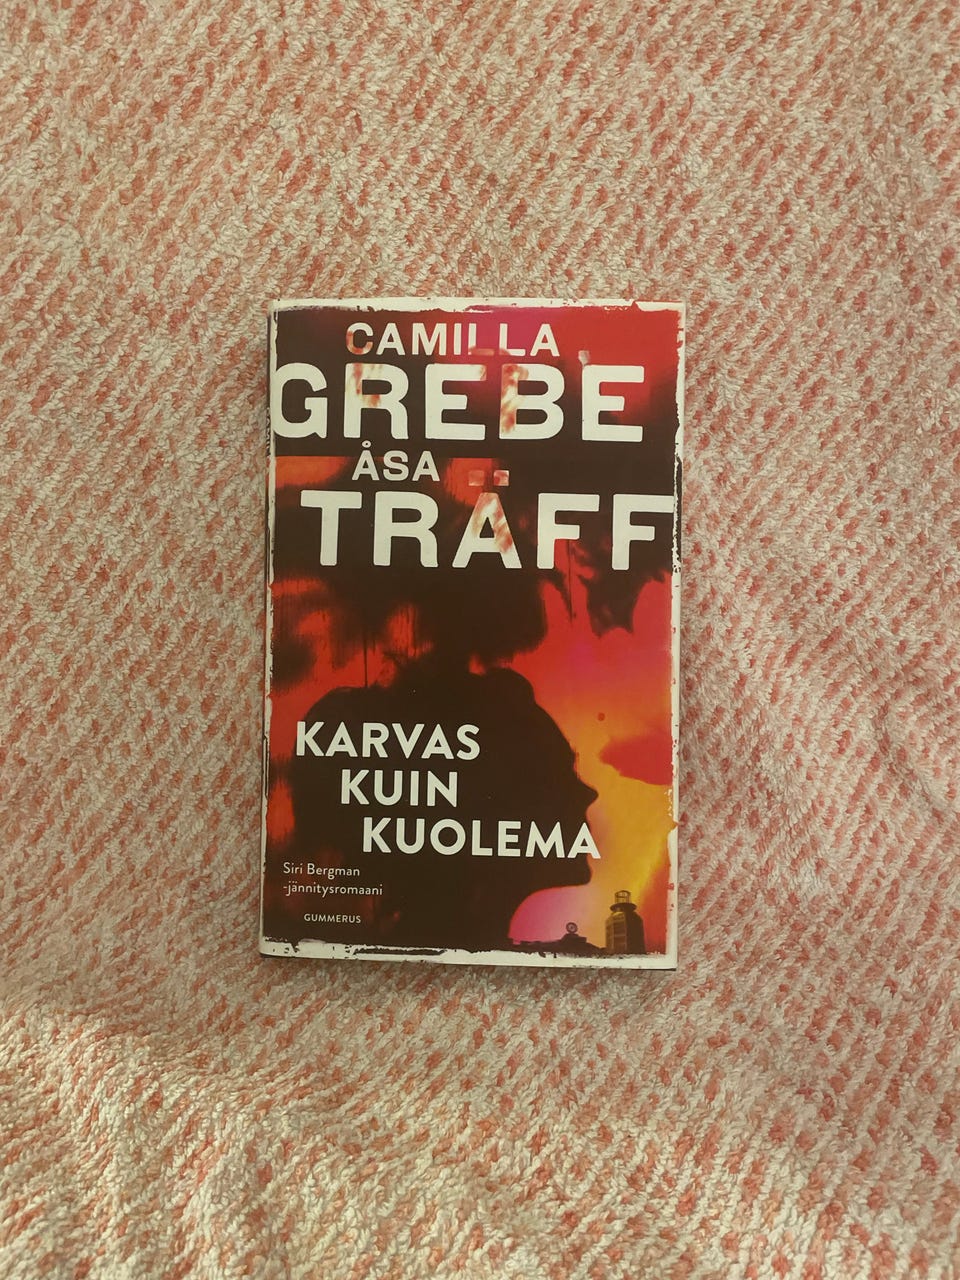 CAMILLA
GREBE
ÅSA
TRÄFF
KARVAS
KUIN
KUOLEMA
Siri Bergman
-jännitysromaani
GUMMERUS